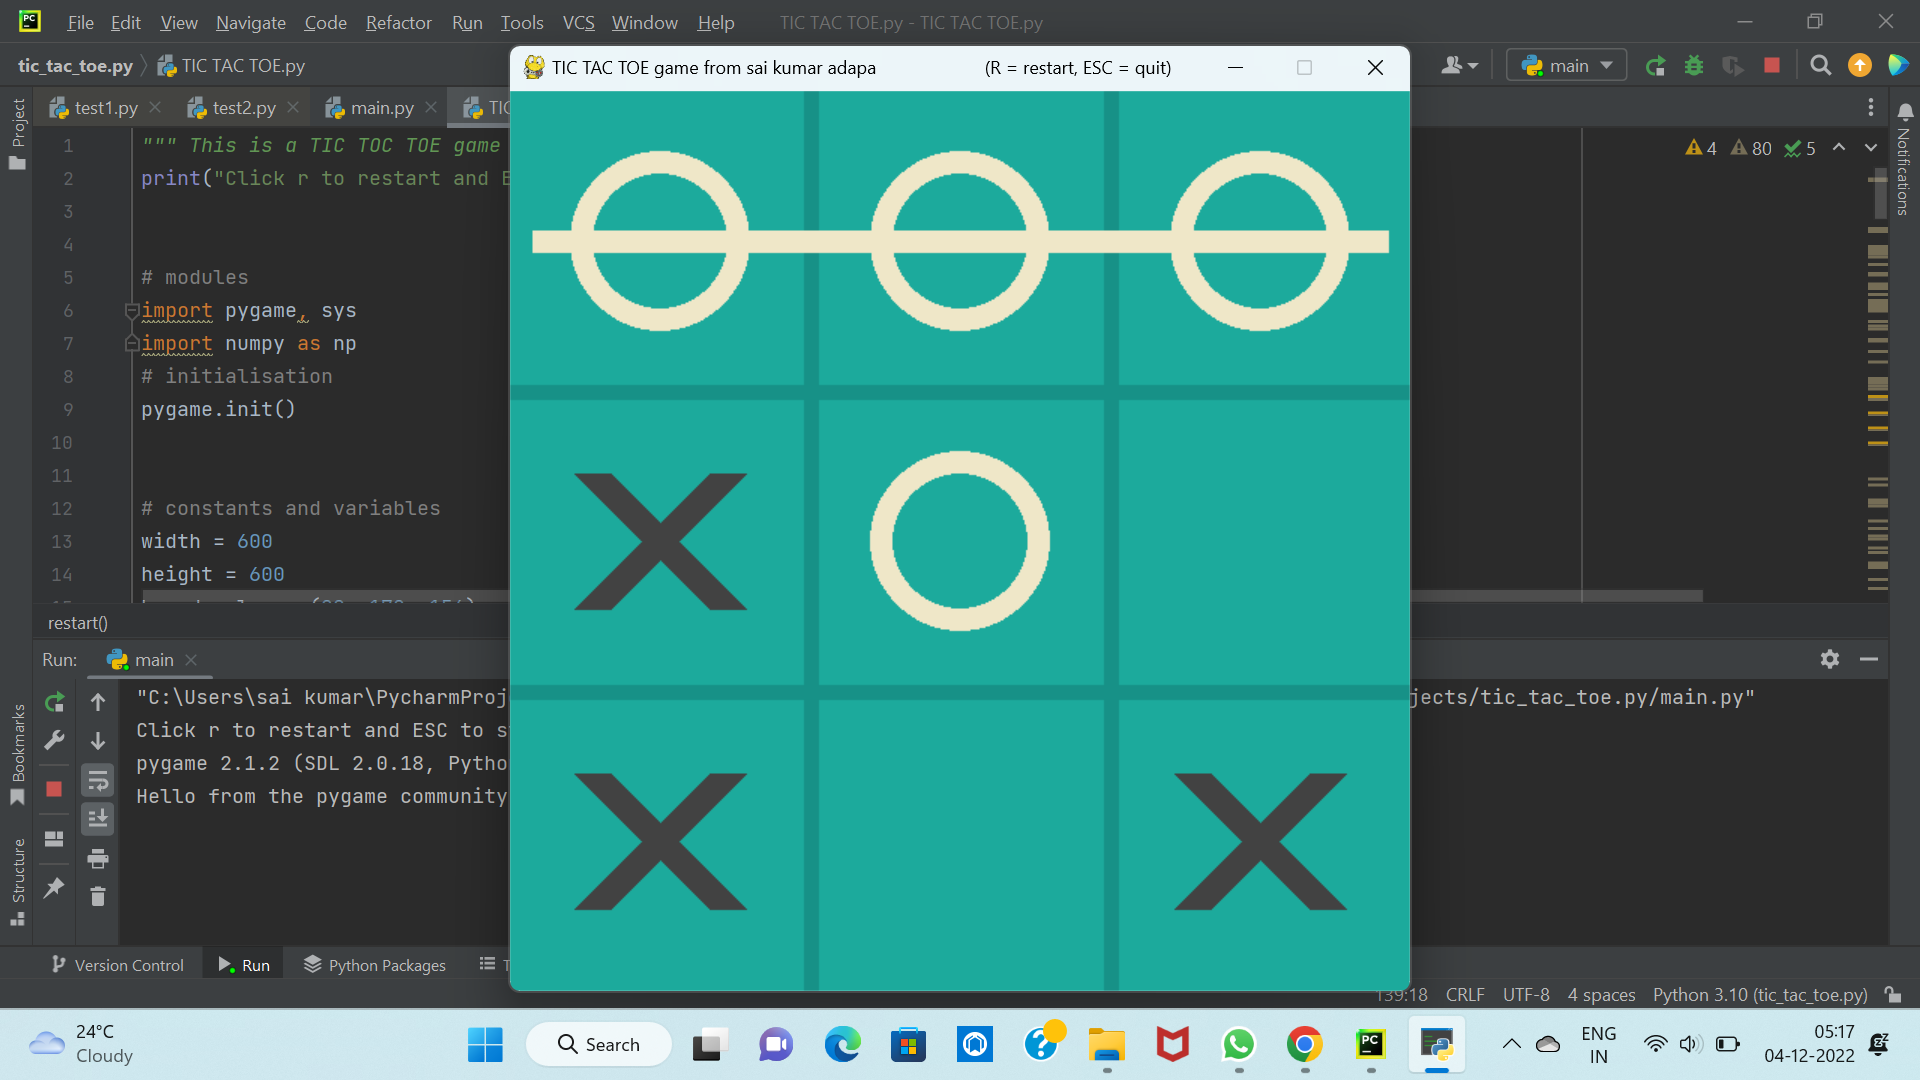 File Edit View Navigate Code Refactor Run Tools VCS Window Help TIC TAC TOE.py - TIC TAC TOE.py
tic_tac_toe.py TIC TAC TOE.py
TIC TAC TOE game from sai kumar adapa (R = restart, ESC = quit)
main
Project
test1.py test2.py main.py TIC
Notifications
4 80 5
1 """ This is a TIC TOC TOE game
2 print("Click r to restart and E
3
4
5 # modules
6 import pygame, sys
7 import numpy as np
8 # initialisation
9 pygame.init()
10
11
12 # constants and variables
13 width = 600
14 height = 600
restart()
Run: main
"C:\Users\sai kumar\PycharmProj jects/tic_tac_toe.py/main.py"
Click r to restart and ESC to s
pygame 2.1.2 (SDL 2.0.18, Pytho
Hello from the pygame community
Bookmarks
Structure
Version Control Run Python Packages T
139:18 CRLF UTF-8 4 spaces Python 3.10 (tic_tac_toe.py)
24°C
Cloudy
Search
ENG
IN
05:17
04-12-2022